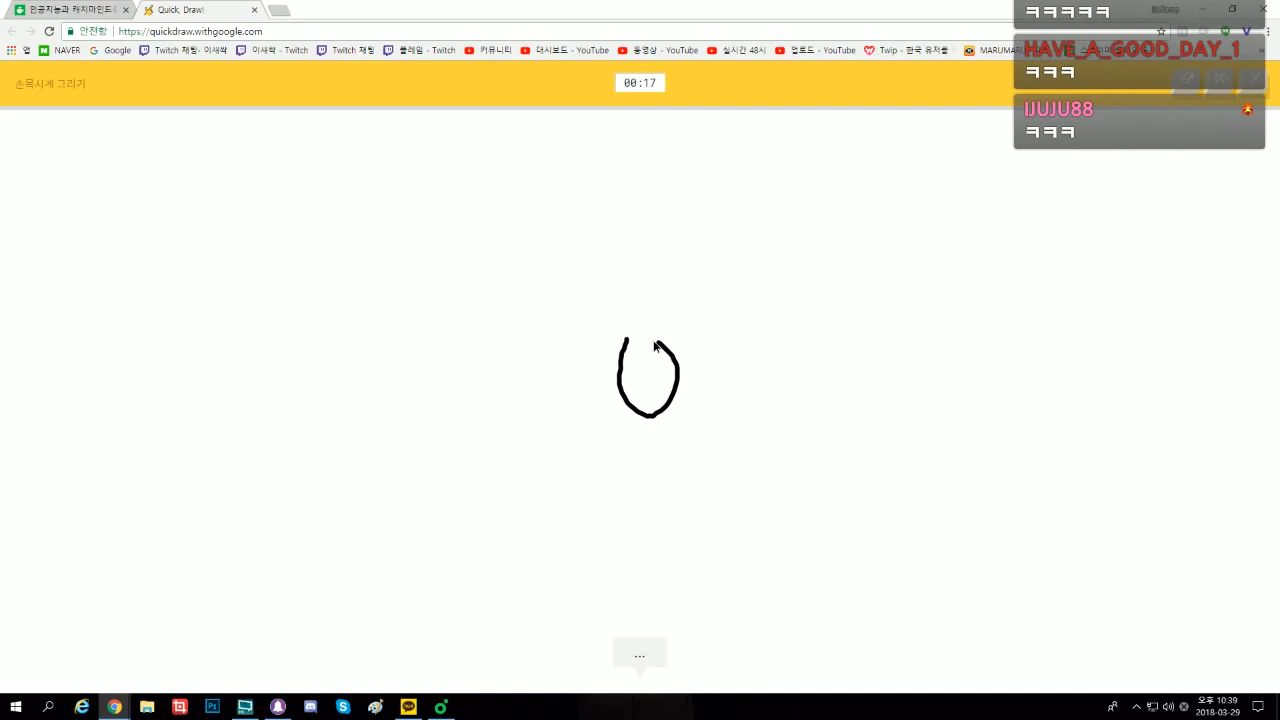 인공지능과 캐치마인드
Quick, Draw!
안전함
https://quickdraw.withgoogle.com
앱
NAVER
Google
Twitch 채팅- 이새싹
이새싹 - Twitch
Twitch 채팅
플레임 - Twitch
커뮤니티
대시보드 - YouTube
동영상 - YouTube
실시간 48시
업로드 - YouTube
Twip - 한국 유저를
손목시계 그리기
00:17
ㅋㅋㅋㅋㅋ
HAVE_A_GOOD_DAY_1
ㅋㅋㅋ
IJUJU88
ㅋㅋㅋ
...
오후 10:39
2018-03-29